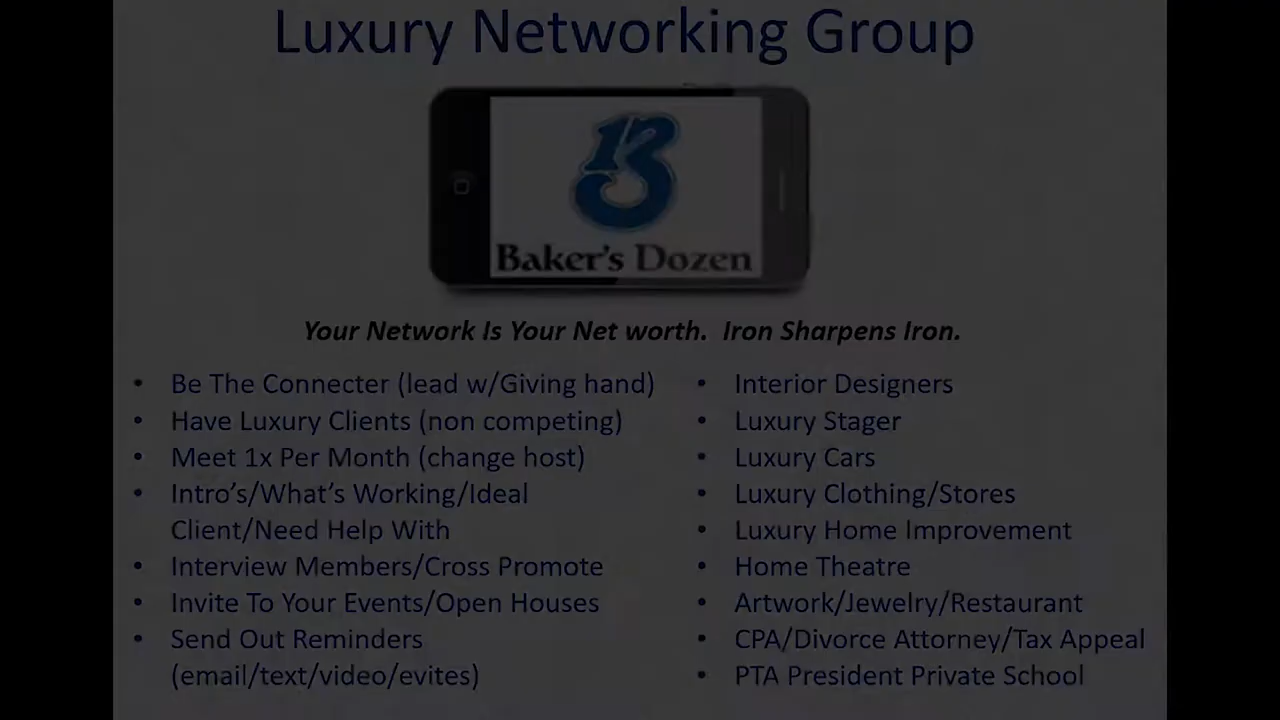 Luxury Networking Group
13
Baker's Dozen
Your Network Is Your Net worth. Iron Sharpens Iron.
• Be The Connecter (lead w/Giving hand)
• Have Luxury Clients (non competing)
• Meet 1x Per Month (change host)
• Intro’s/What’s Working/Ideal
Client/Need Help With
• Interview Members/Cross Promote
• Invite To Your Events/Open Houses
• Send Out Reminders
(email/text/video/evites)
• Interior Designers
• Luxury Stager
• Luxury Cars
• Luxury Clothing/Stores
• Luxury Home Improvement
• Home Theatre
• Artwork/Jewelry/Restaurant
• CPA/Divorce Attorney/Tax Appeal
• PTA President Private School